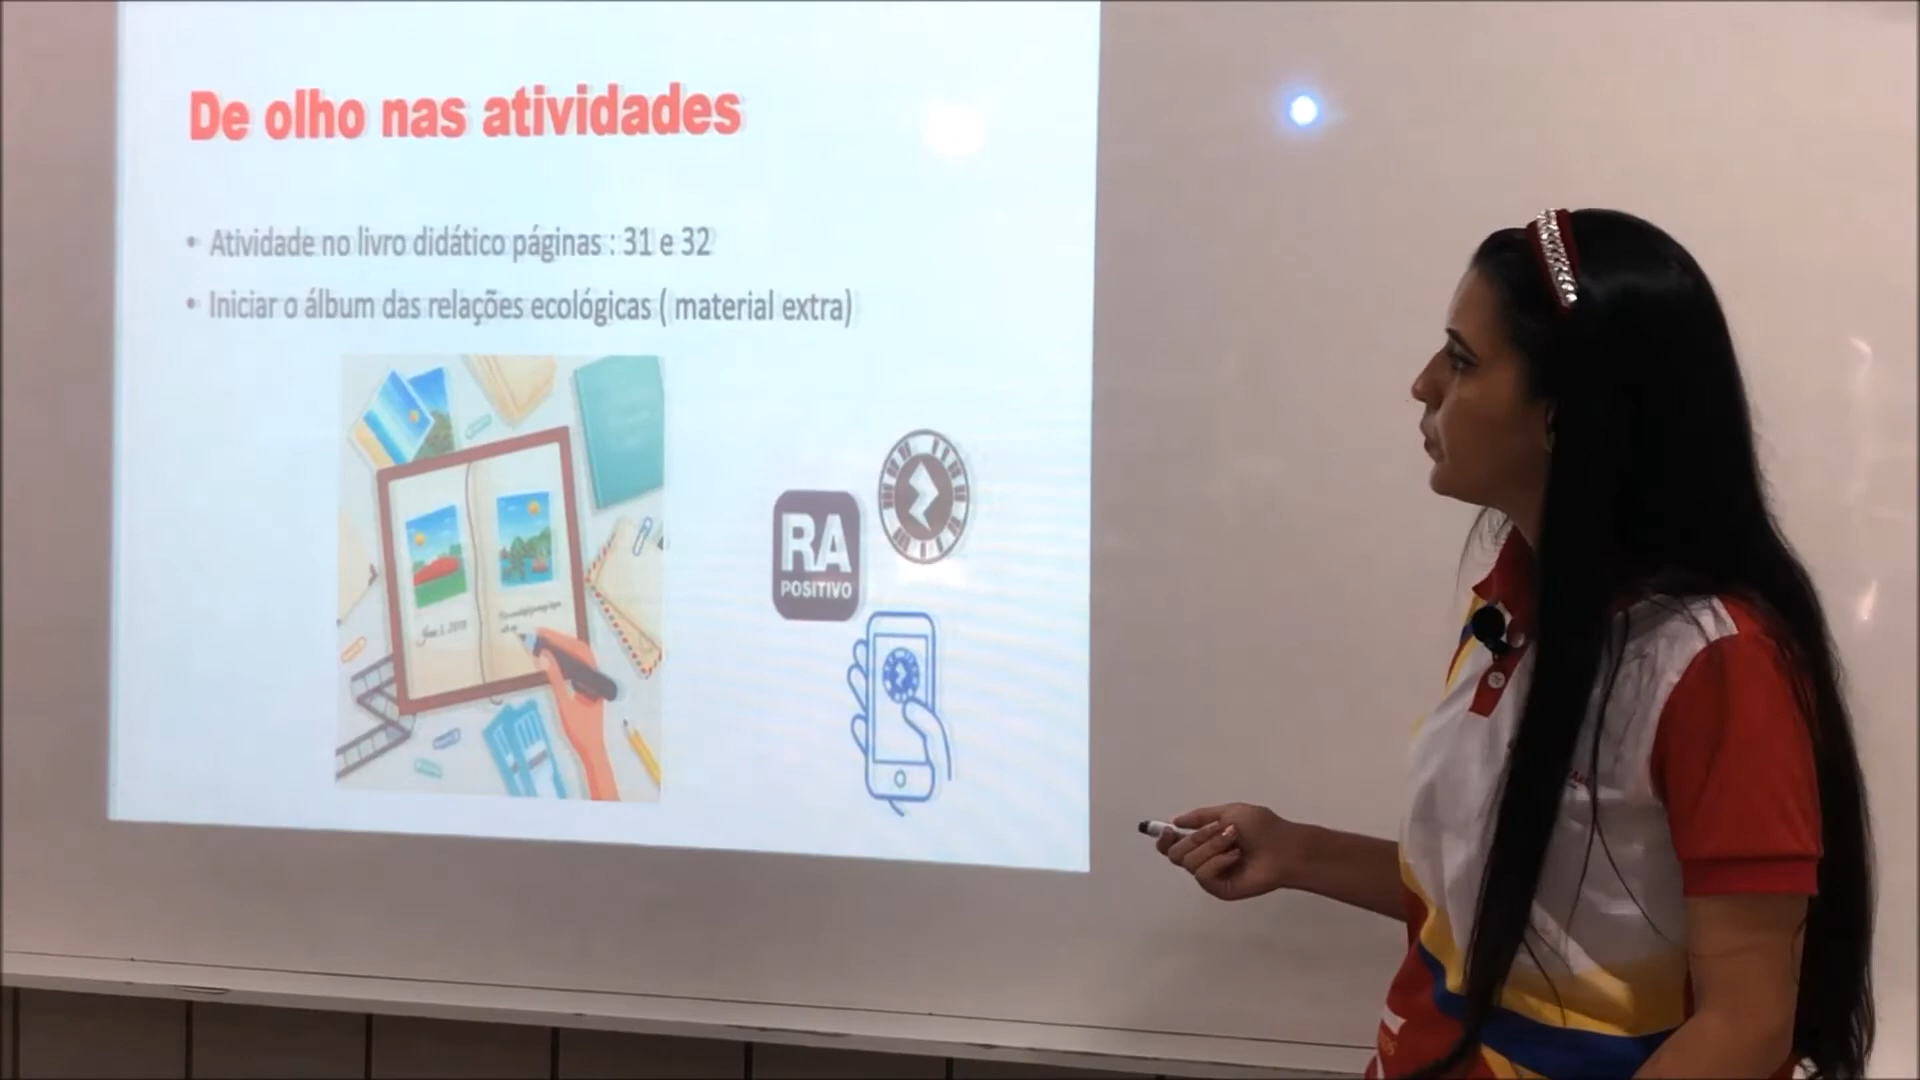 De olho nas atividades
• Atividade no livro didático páginas : 31 e 32
• Iniciar o álbum das relações ecológicas ( material extra)
RA
POSITIVO